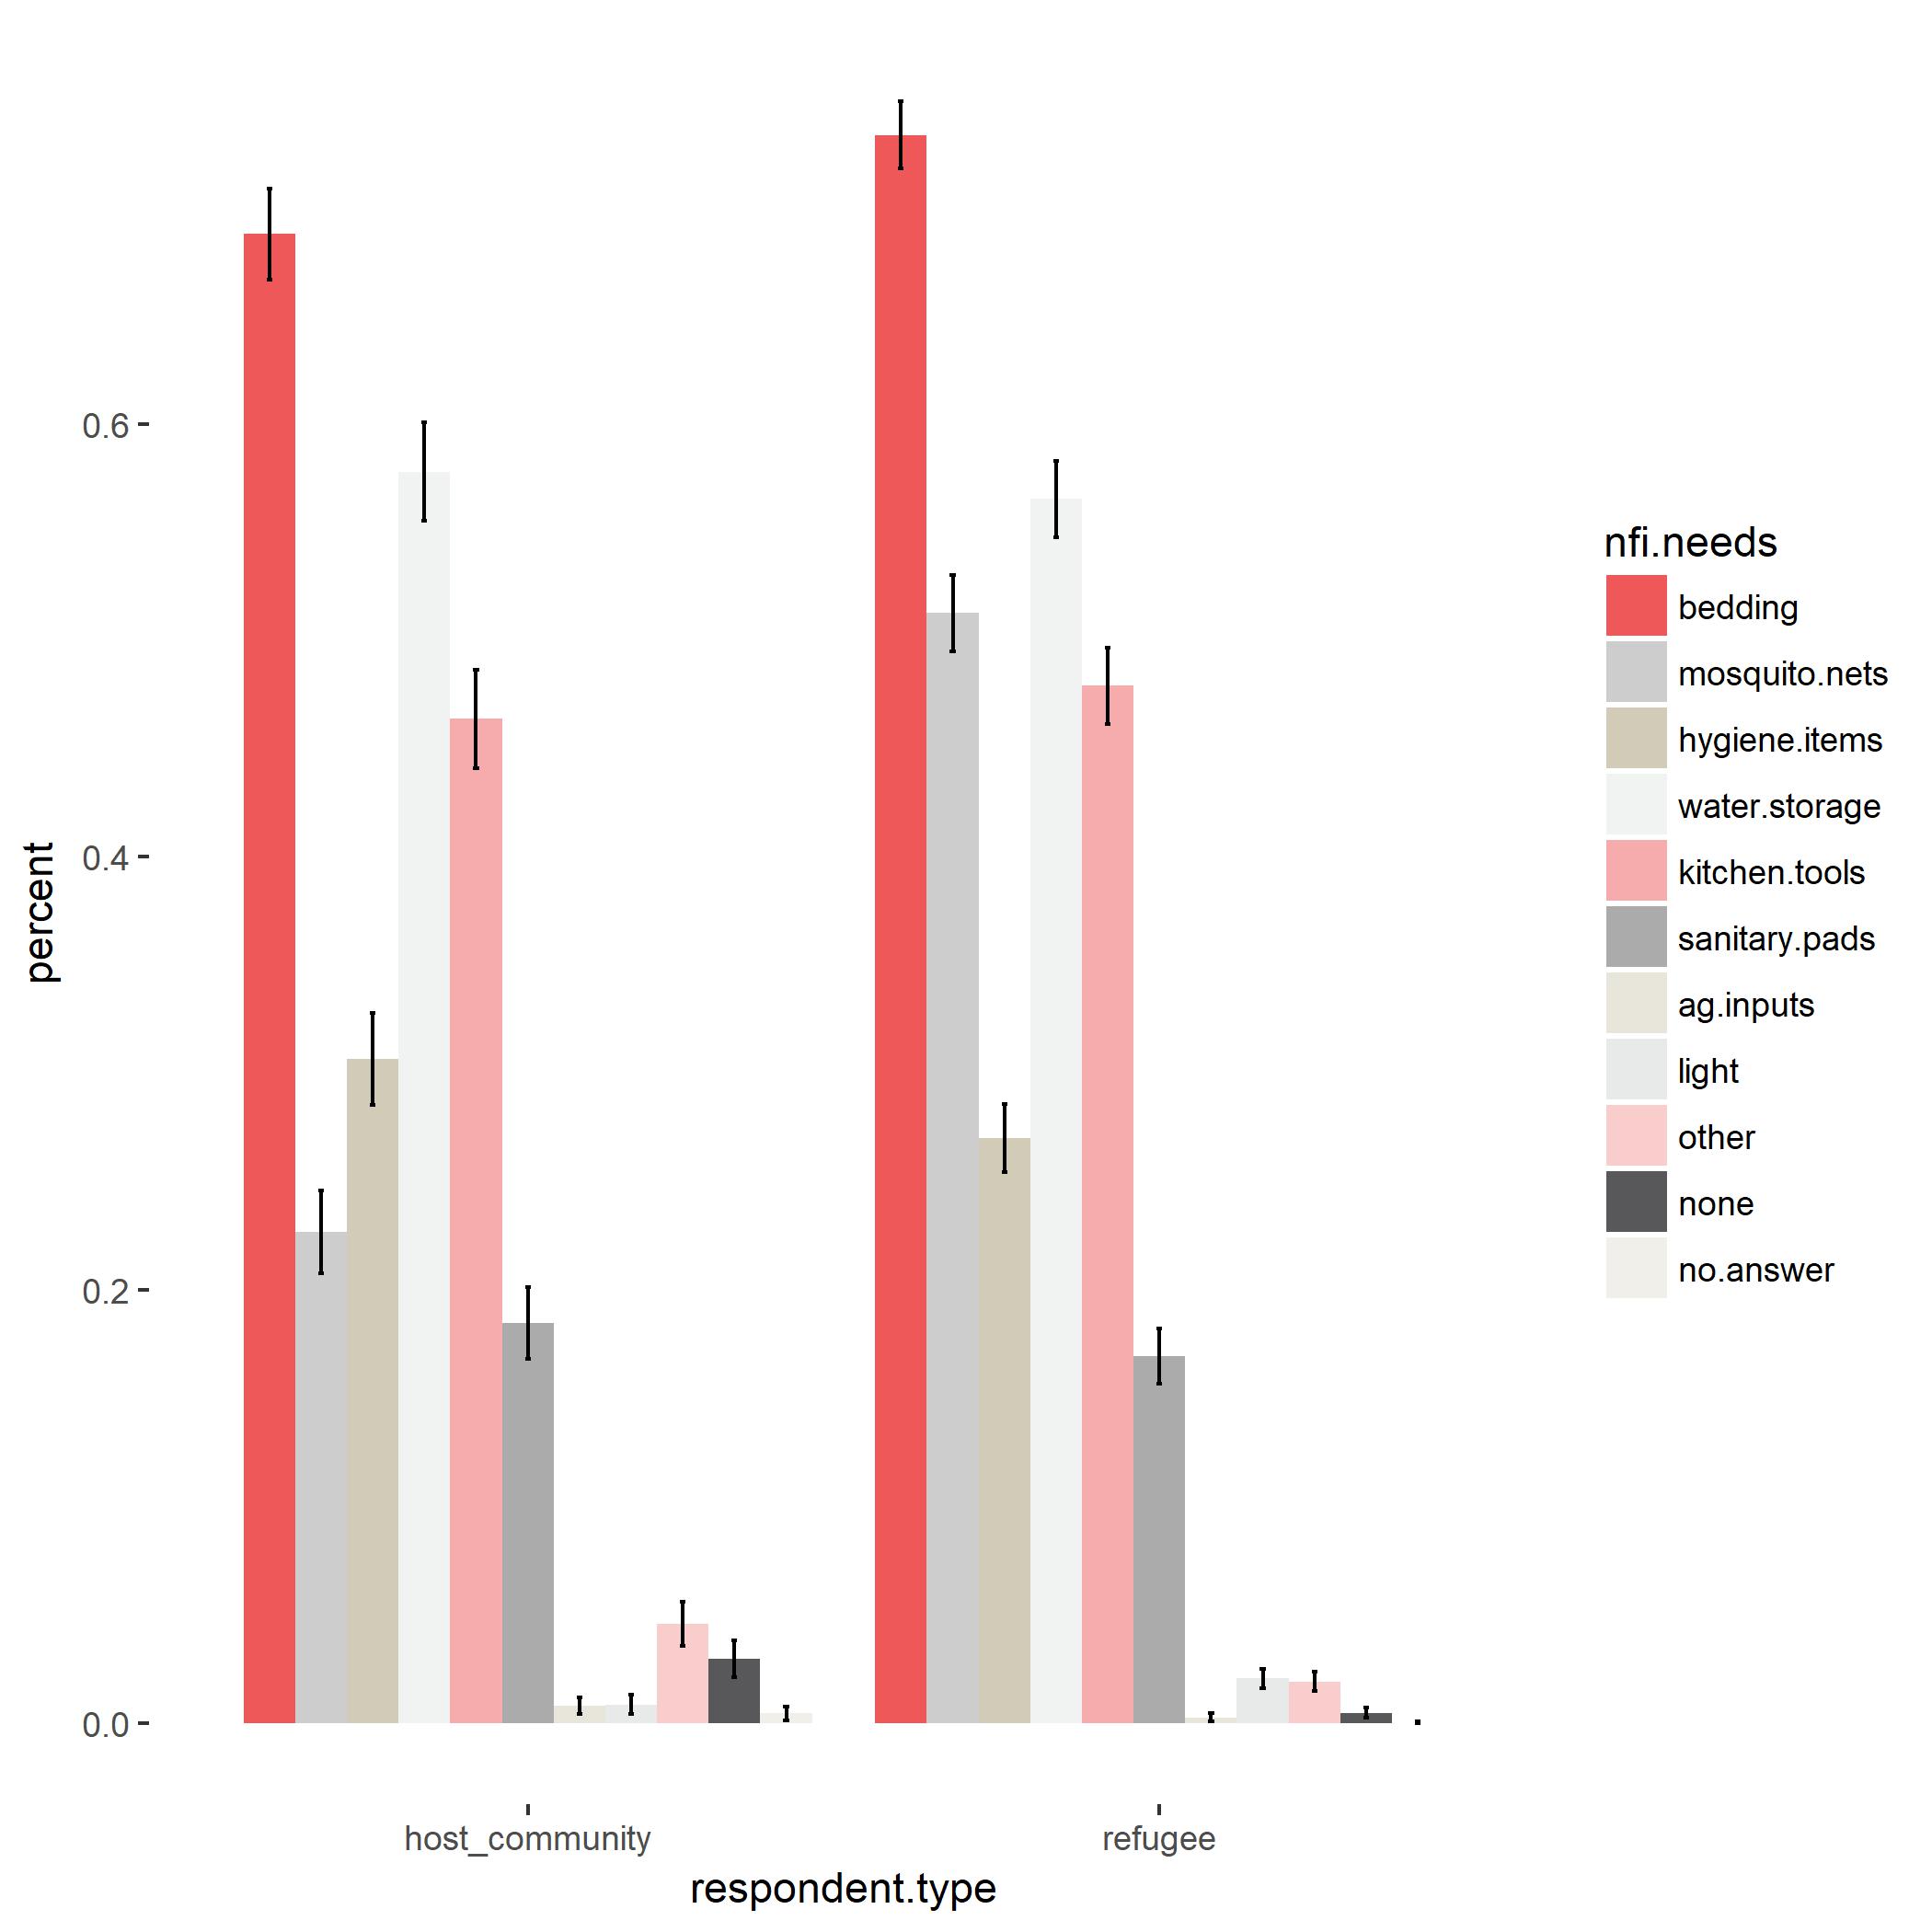 percent
0.6
0.4
0.2
0.0
host_community
refugee
respondent.type
nfi.needs
bedding
mosquito.nets
hygiene.items
water.storage
kitchen.tools
sanitary.pads
ag.inputs
light
other
none
no.answer